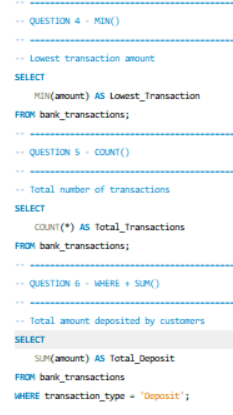 -- ==================================================
-- QUESTION 4 - MIN()
-- ==================================================
-- Lowest transaction amount
SELECT
MIN(amount) AS Lowest_Transaction
FROM bank_transactions;
-- ==================================================
-- QUESTION 5 - COUNT()
-- ==================================================
-- Total number of transactions
SELECT
COUNT(*) AS Total_Transactions
FROM bank_transactions;
-- ==================================================
-- QUESTION 6 - WHERE + SUM()
-- ==================================================
-- Total amount deposited by customers
SELECT
SUM(amount) AS Total_Deposit
FROM bank_transactions
WHERE transaction_type = 'Deposit';